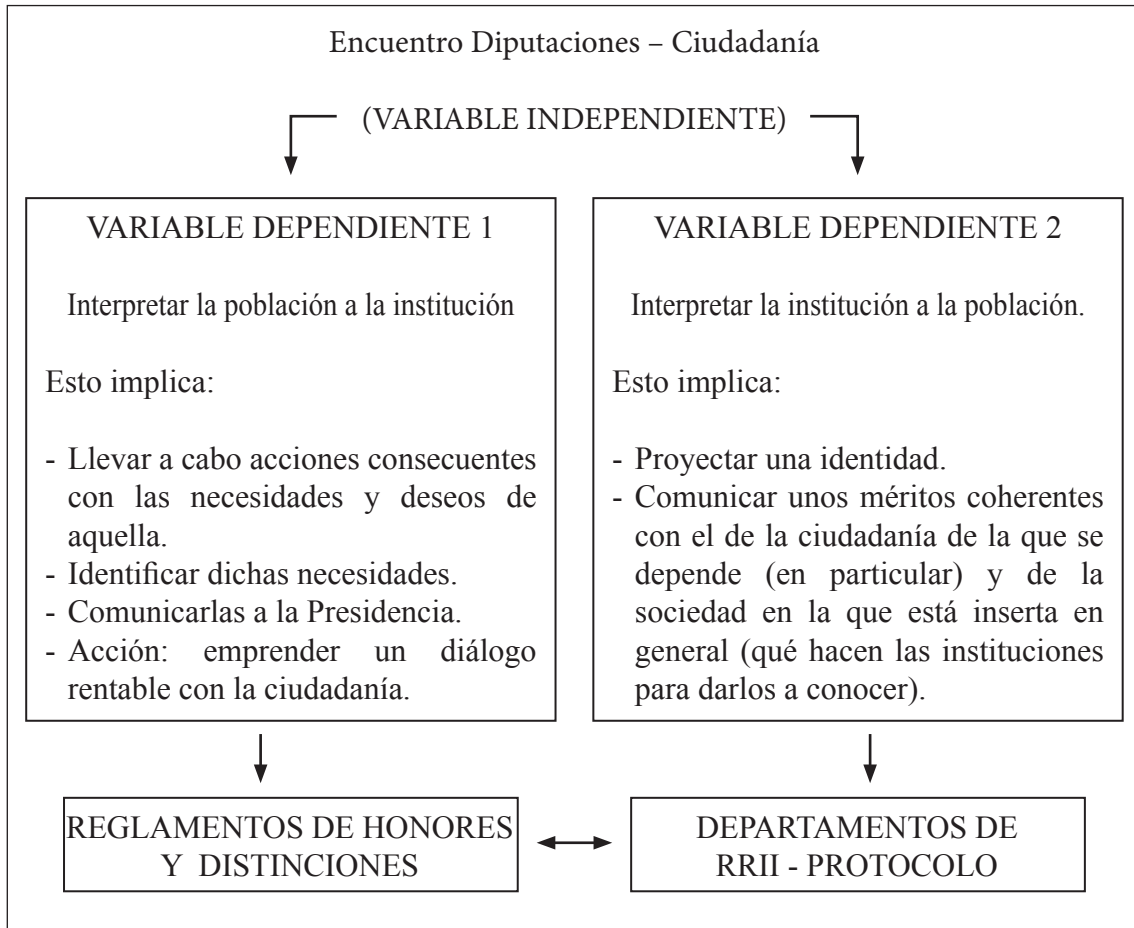 Encuentro Diputaciones – Ciudadanía
(VARIABLE INDEPENDIENTE)
VARIABLE DEPENDIENTE 1
Interpretar la población a la institución
Esto implica:
- Llevar a cabo acciones consecuentes
con las necesidades y deseos de
aquella.
- Identificar dichas necesidades.
- Comunicarlas a la Presidencia.
- Acción: emprender un diálogo
rentable con la ciudadanía.
VARIABLE DEPENDIENTE 2
Interpretar la institución a la población.
Esto implica:
- Proyectar una identidad.
- Comunicar unos méritos coherentes
con el de la ciudadanía de la que se
depende (en particular) y de la
sociedad en la que está inserta en
general (qué hacen las instituciones
para darlos a conocer).
REGLAMENTOS DE HONORES
Y DISTINCIONES
DEPARTAMENTOS DE
RRII - PROTOCOLO